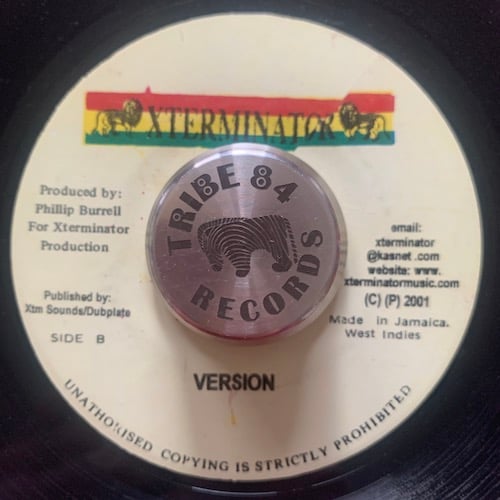 XTERMINATOR
Produced by:
Phillip Burrell
For Xterminator
Production
Published by:
Xtm Sounds/Dubplate
SIDE B
TRIBE 84
RECORDS
email:
xterminator
@kasnet.com
website: www.
xterminatormusic.com
(C) (P) 2001
Made in Jamaica.
West Indies
VERSION
UNATHORISED COPYING IS STRICTLY PROHIBITED